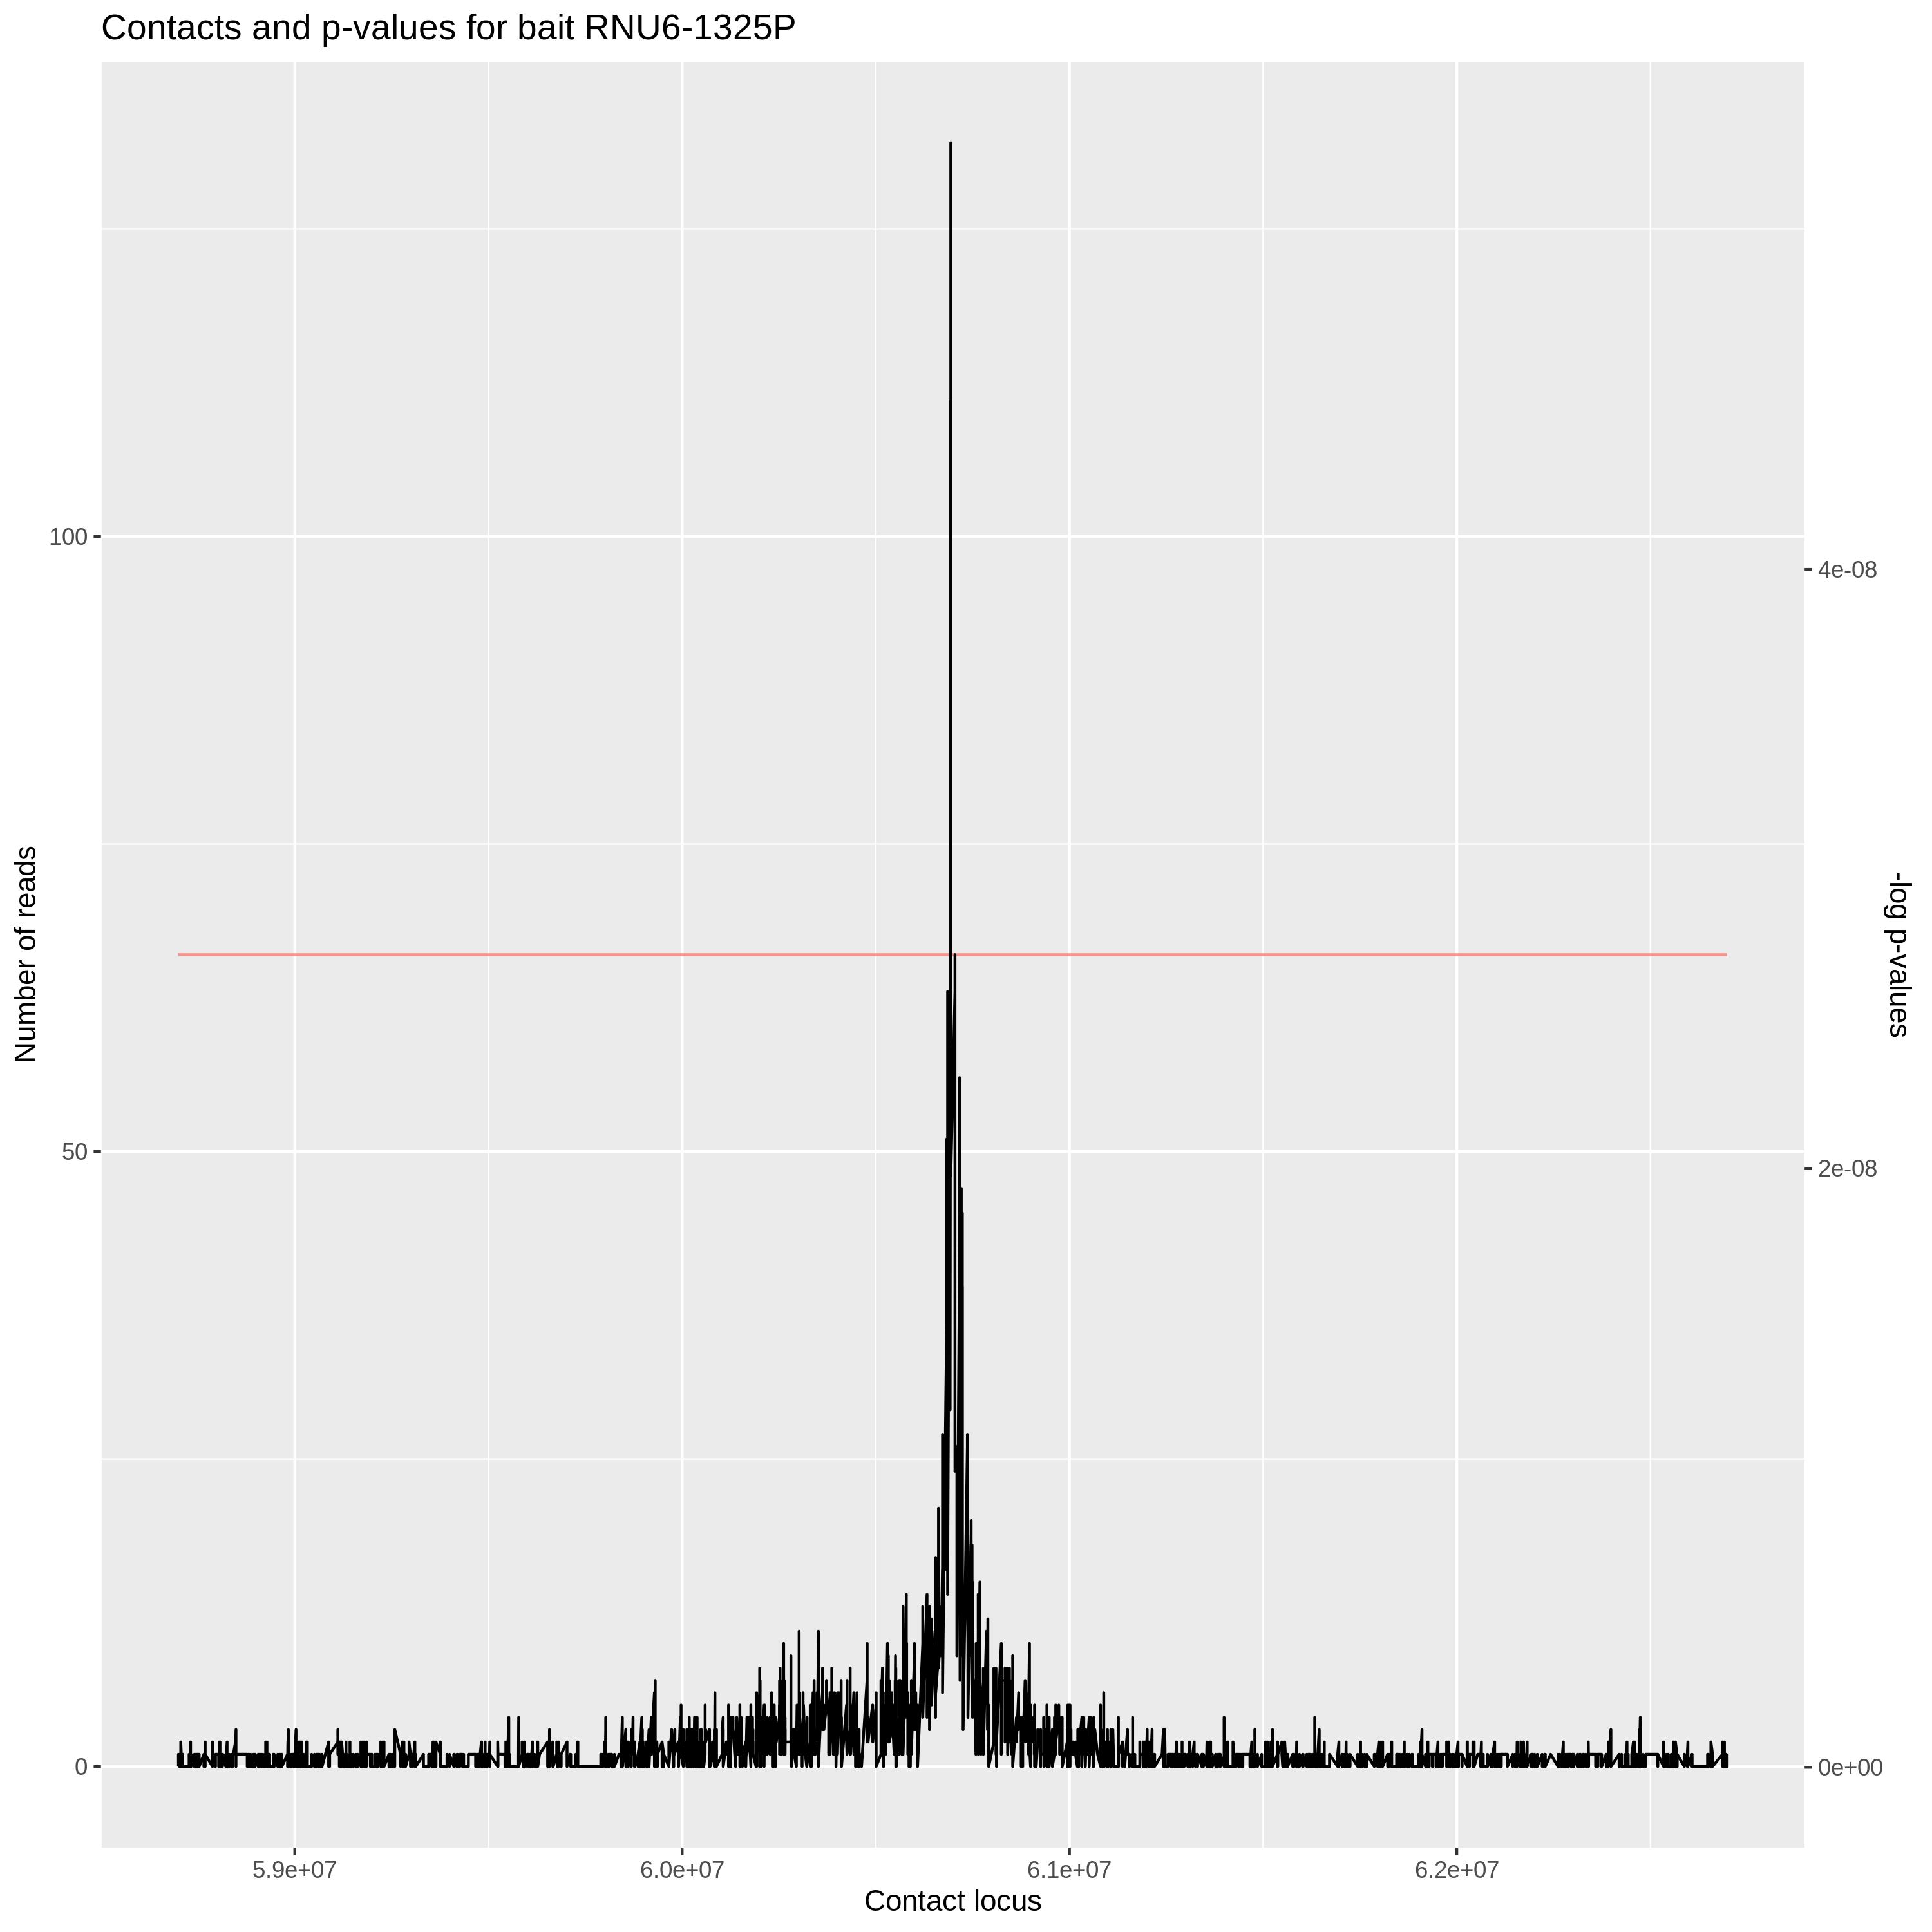 Contacts and p-values for bait RNU6-1325P
100
50
0
Number of reads
4e-08
2e-08
0e+00
-log p-values
5.9e+07
6.0e+07
6.1e+07
6.2e+07
Contact locus